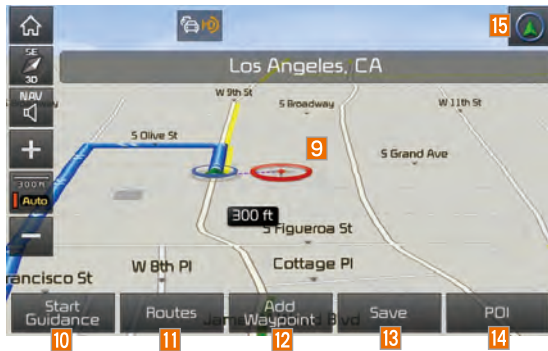 15
SE
3D
Los Angeles, CA
NAV
W 9th St
S Broadway
W 11th St
S Olive St
9
S Grand Ave
300 ft
Auto
300 ft
S Figueroa St
W 8th Pl
Cottage Pl
rancisco St
Start Guidance
Routes
Add Waypoint
Save
POI
10
11
12
13
14